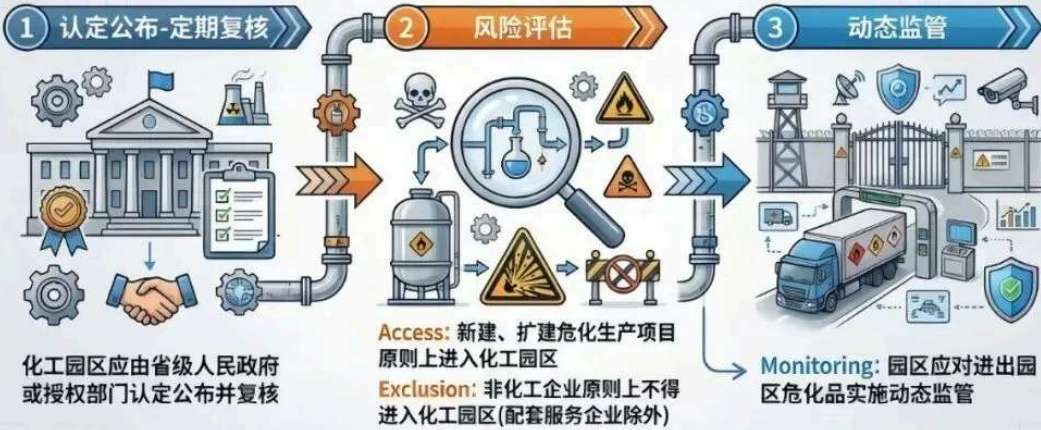 1 认定公布-定期复核
2 风险评估
3 动态监管
化工园区应由省级人民政府
或授权部门认定公布并复核
Access: 新建、扩建危化生产项目
原则上进入化工园区
Exclusion: 非化工企业原则上不得
进入化工园区(配套服务企业除外)
Monitoring: 园区应对进出园
区危化品实施动态监管